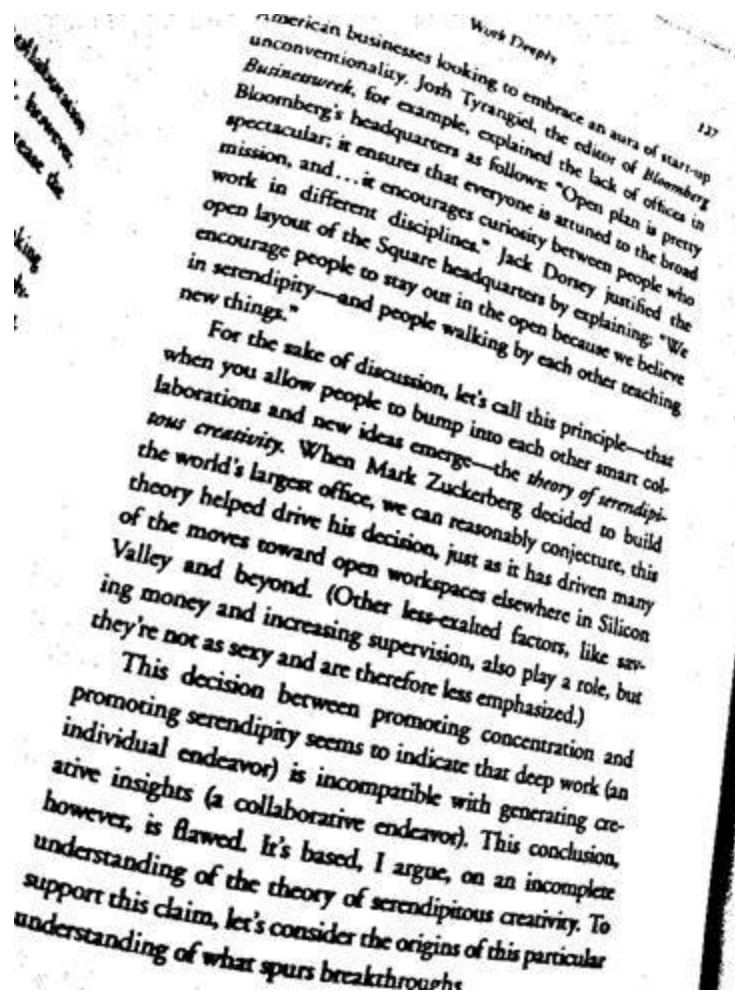 ollaboration
however,
rease the
king
Work Deeply
127
American businesses looking to embrace an aura of start-up
unconventionality. Josh Tyrangiel, the editor of Bloomberg
Businessweek, for example, explained the lack of offices in
Bloomberg's headquarters as follows: "Open plan is pretty
spectacular; it ensures that everyone is attuned to the broad
mission, and…it encourages curiosity between people who
work in different disciplines." Jack Dorsey justified the
open layout of the Square headquarters by explaining: "We
encourage people to stay out in the open because we believe
in serendipity—and people walking by each other teaching
new things."
For the sake of discussion, let's call this principle—that
when you allow people to bump into each other smart col-
laborations and new ideas emerge—the theory of serendipi-
tous creativity. When Mark Zuckerberg decided to build
the world's largest office, we can reasonably conjecture, this
theory helped drive his decision, just as it has driven many
of the moves toward open workspaces elsewhere in Silicon
Valley and beyond. (Other less-exalted factors, like sav-
ing money and increasing supervision, also play a role, but
they're not as sexy and are therefore less emphasized.)
This decision between promoting concentration and
promoting serendipity seems to indicate that deep work (an
individual endeavor) is incompatible with generating cre-
ative insights (a collaborative endeavor). This conclusion,
however, is flawed. It's based, I argue, on an incomplete
understanding of the theory of serendipitous creativity. To
support this claim, let's consider the origins of this particular
understanding of what spurs breakthroughs.